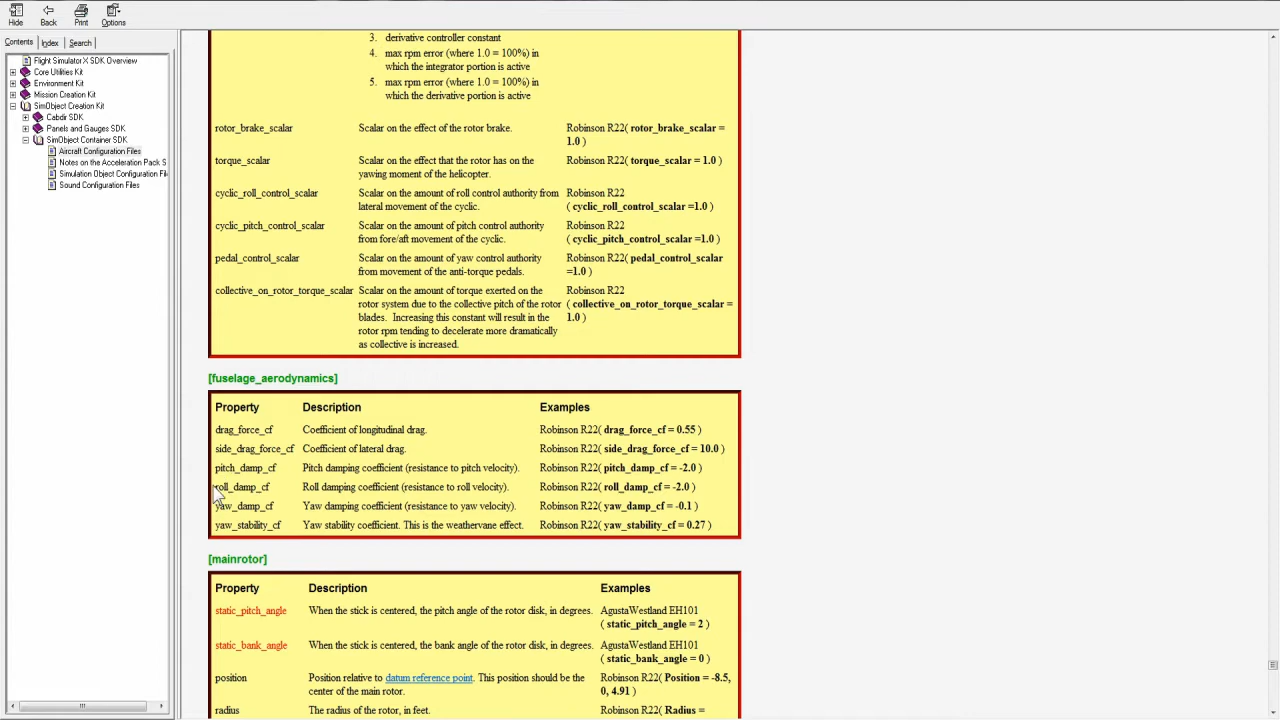 Hide
Back
Print
Options
Contents
Index
Search
Flight Simulator X SDK Overview
Core Utilities Kit
Environment Kit
Mission Creation Kit
SimObject Creation Kit
Cabdir SDK
Panels and Gauges SDK
SimObject Container SDK
Aircraft Configuration Files
Notes on the Acceleration Pack S
Simulation Object Configuration Fil
Sound Configuration Files
3. derivative controller constant
4. max rpm error (where 1.0 = 100%) in
which the integrator portion is active
5. max rpm error (where 1.0 = 100%) in
which the derivative portion is active
rotor_brake_scalar Scalar on the effect of the rotor brake. Robinson R22( rotor_brake_scalar =
1.0 )
torque_scalar Scalar on the effect that the rotor has on the Robinson R22( torque_scalar = 1.0 )
yawing moment of the helicopter.
cyclic_roll_control_scalar Scalar on the amount of roll control authority from Robinson R22
lateral movement of the cyclic. ( cyclic_roll_control_scalar =1.0 )
cyclic_pitch_control_scalar Scalar on the amount of pitch control authority Robinson R22
from fore/aft movement of the cyclic. ( cyclic_pitch_control_scalar =1.0 )
pedal_control_scalar Scalar on the amount of yaw control authority Robinson R22( pedal_control_scalar
from movement of the anti-torque pedals. =1.0 )
collective_on_rotor_torque_scalar Scalar on the amount of torque exerted on the Robinson R22
rotor system due to the collective pitch of the rotor ( collective_on_rotor_torque_scalar =
blades. Increasing this constant will result in the 1.0 )
rotor rpm tending to decelerate more dramatically
as collective is increased.
[fuselage_aerodynamics]
Property Description Examples
drag_force_cf Coefficient of longitudinal drag. Robinson R22( drag_force_cf = 0.55 )
side_drag_force_cf Coefficient of lateral drag. Robinson R22( side_drag_force_cf = 10.0 )
pitch_damp_cf Pitch damping coefficient (resistance to pitch velocity). Robinson R22( pitch_damp_cf = -2.0 )
roll_damp_cf Roll damping coefficient (resistance to roll velocity). Robinson R22( roll_damp_cf = -2.0 )
yaw_damp_cf Yaw damping coefficient (resistance to yaw velocity). Robinson R22( yaw_damp_cf = -0.1 )
yaw_stability_cf Yaw stability coefficient. This is the weathervane effect. Robinson R22( yaw_stability_cf = 0.27 )
[mainrotor]
Property Description Examples
static_pitch_angle When the stick is centered, the pitch angle of the rotor disk, in degrees. AgustaWestland EH101
( static_pitch_angle = 2 )
static_bank_angle When the stick is centered, the bank angle of the rotor disk, in degrees. AgustaWestland EH101
( static_bank_angle = 0 )
position Position relative to datum reference point. This position should be the Robinson R22( Position = -8.5,
center of the main rotor. 0, 4.91 )
radius The radius of the rotor, in feet. Robinson R22( Radius =